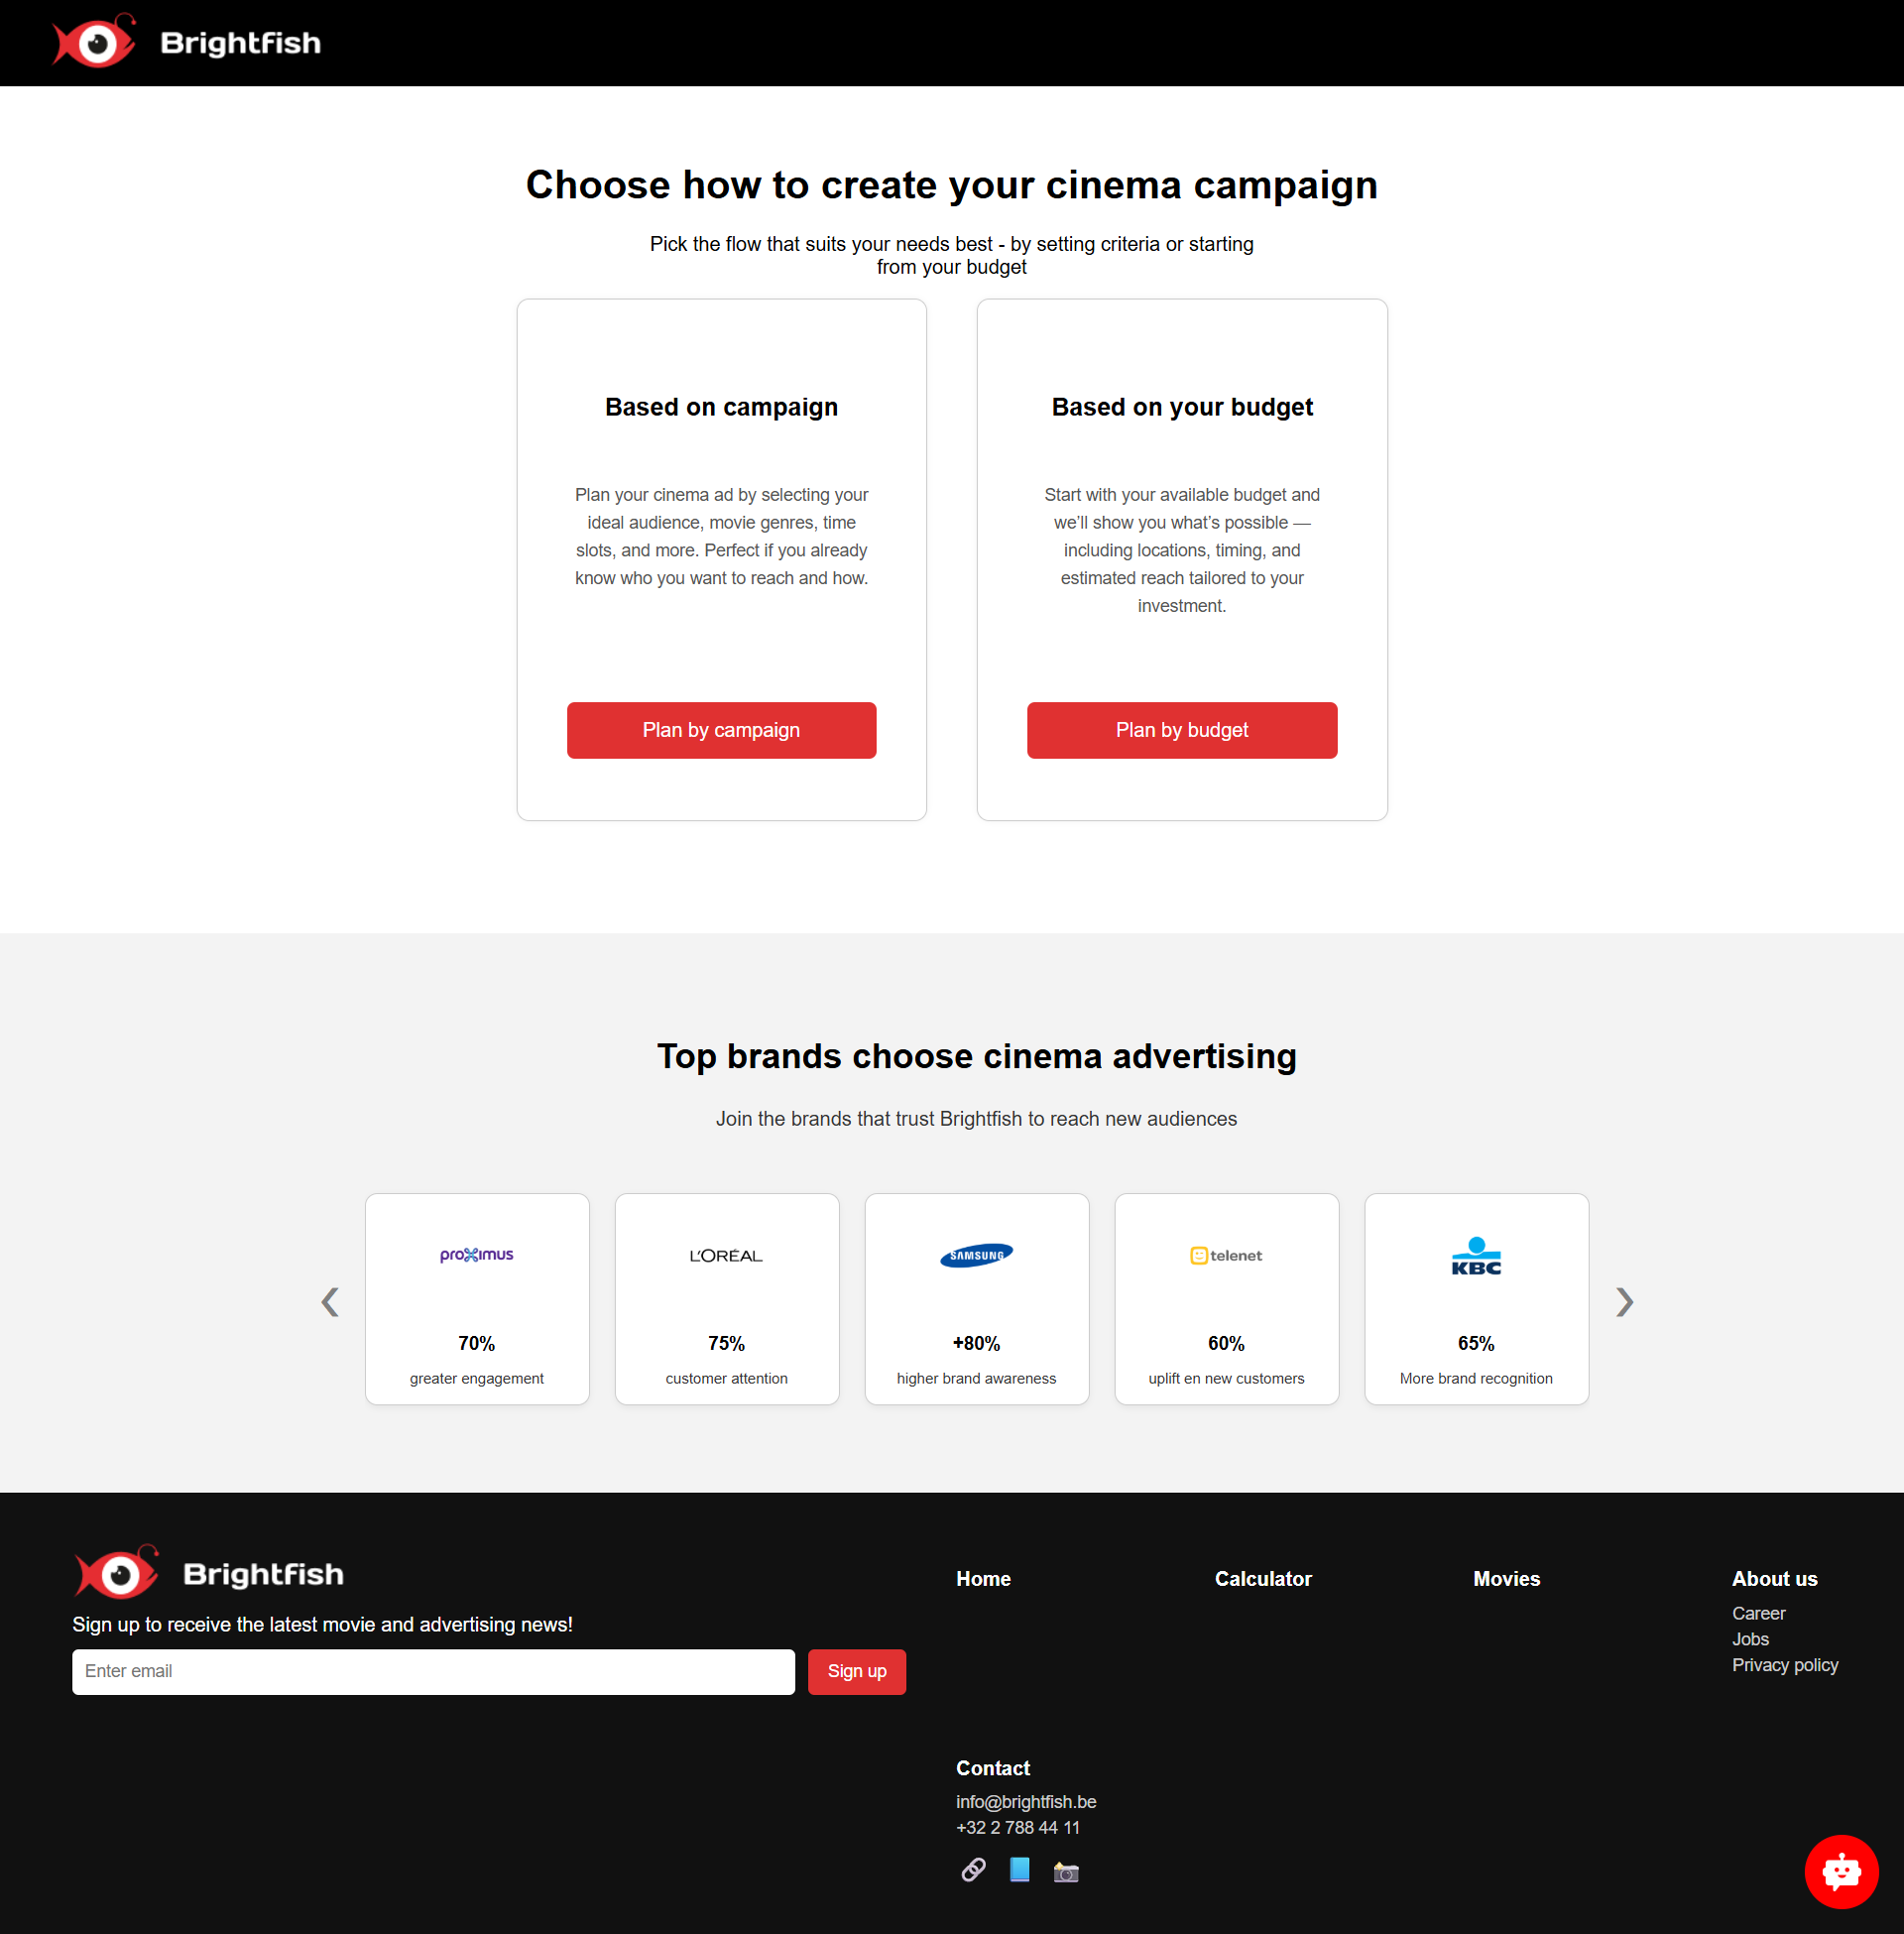 Brightfish
Choose how to create your cinema campaign
Pick the flow that suits your needs best - by setting criteria or starting
from your budget
Based on campaign
Plan your cinema ad by selecting your
ideal audience, movie genres, time
slots, and more. Perfect if you already
know who you want to reach and how.
Plan by campaign
Based on your budget
Start with your available budget and
we’ll show you what’s possible —
including locations, timing, and
estimated reach tailored to your
investment.
Plan by budget
Top brands choose cinema advertising
Join the brands that trust Brightfish to reach new audiences
proximus
70%
greater engagement
L'ORÉAL
75%
customer attention
SAMSUNG
+80%
higher brand awareness
telenet
60%
uplift en new customers
KBC
65%
More brand recognition
Brightfish
Sign up to receive the latest movie and advertising news!
Enter email
Sign up
Home
Calculator
Movies
About us
Career
Jobs
Privacy policy
Contact
info@brightfish.be
+32 2 788 44 11